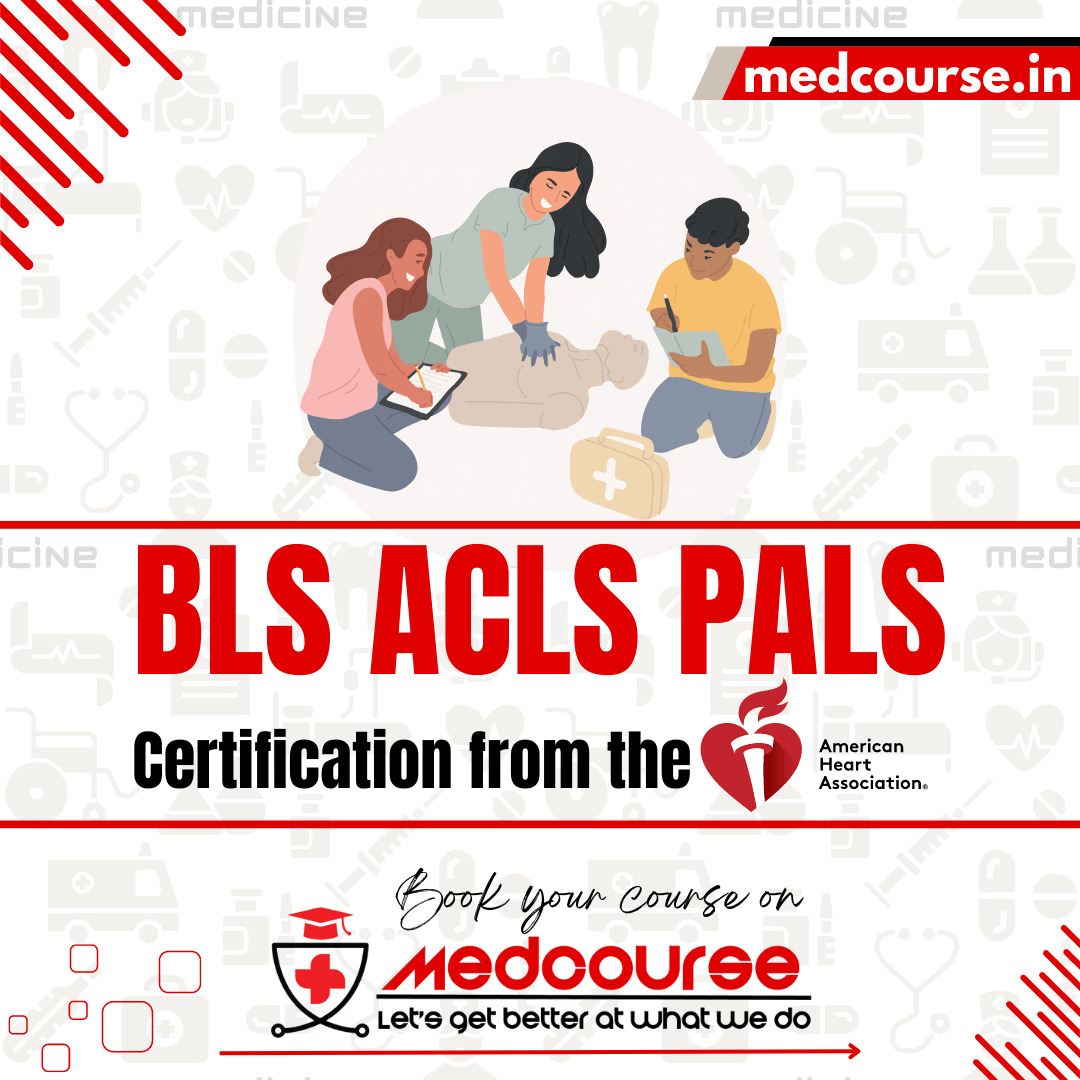 medicine
medicine
medcourse.in
icine
medi
BLS ACLS PALS
Certification from the
American
Heart
Association®
Book your course on
medcourse
Let's get better at what we do